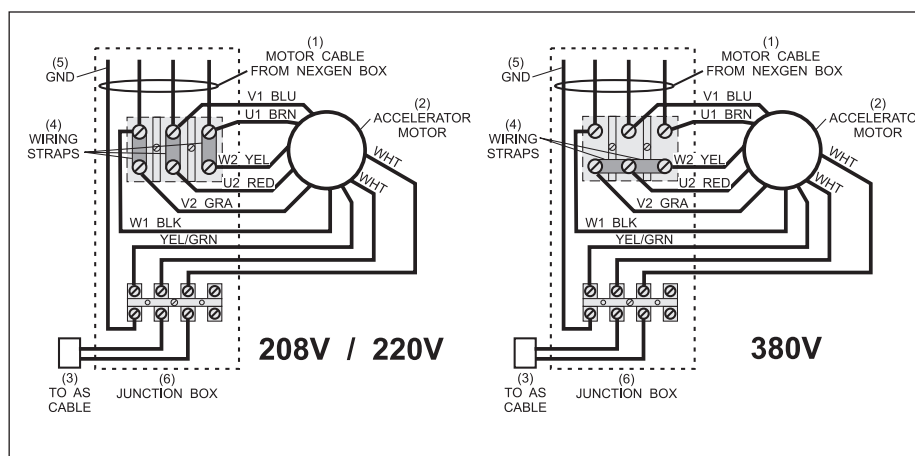 (1)
MOTOR CABLE
FROM NEXGEN BOX
(5)
GND
V1 BLU
U1 BRN
(2)
ACCELERATOR
MOTOR
(4)
WIRING
STRAPS
W2 YEL
WHT
U2 RED
WHT
V2 GRA
W1 BLK
YEL/GRN
208V / 220V
(3)
TO AS
CABLE
(6)
JUNCTION BOX
(1)
MOTOR CABLE
FROM NEXGEN BOX
(5)
GND
V1 BLU
U1 BRN
(2)
ACCELERATOR
MOTOR
(4)
WIRING
STRAPS
W2 YEL
WHT
U2 RED
WHT
V2 GRA
W1 BLK
YEL/GRN
380V
(3)
TO AS
CABLE
(6)
JUNCTION BOX